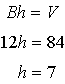 Bh = V
12h = 84
h = 7